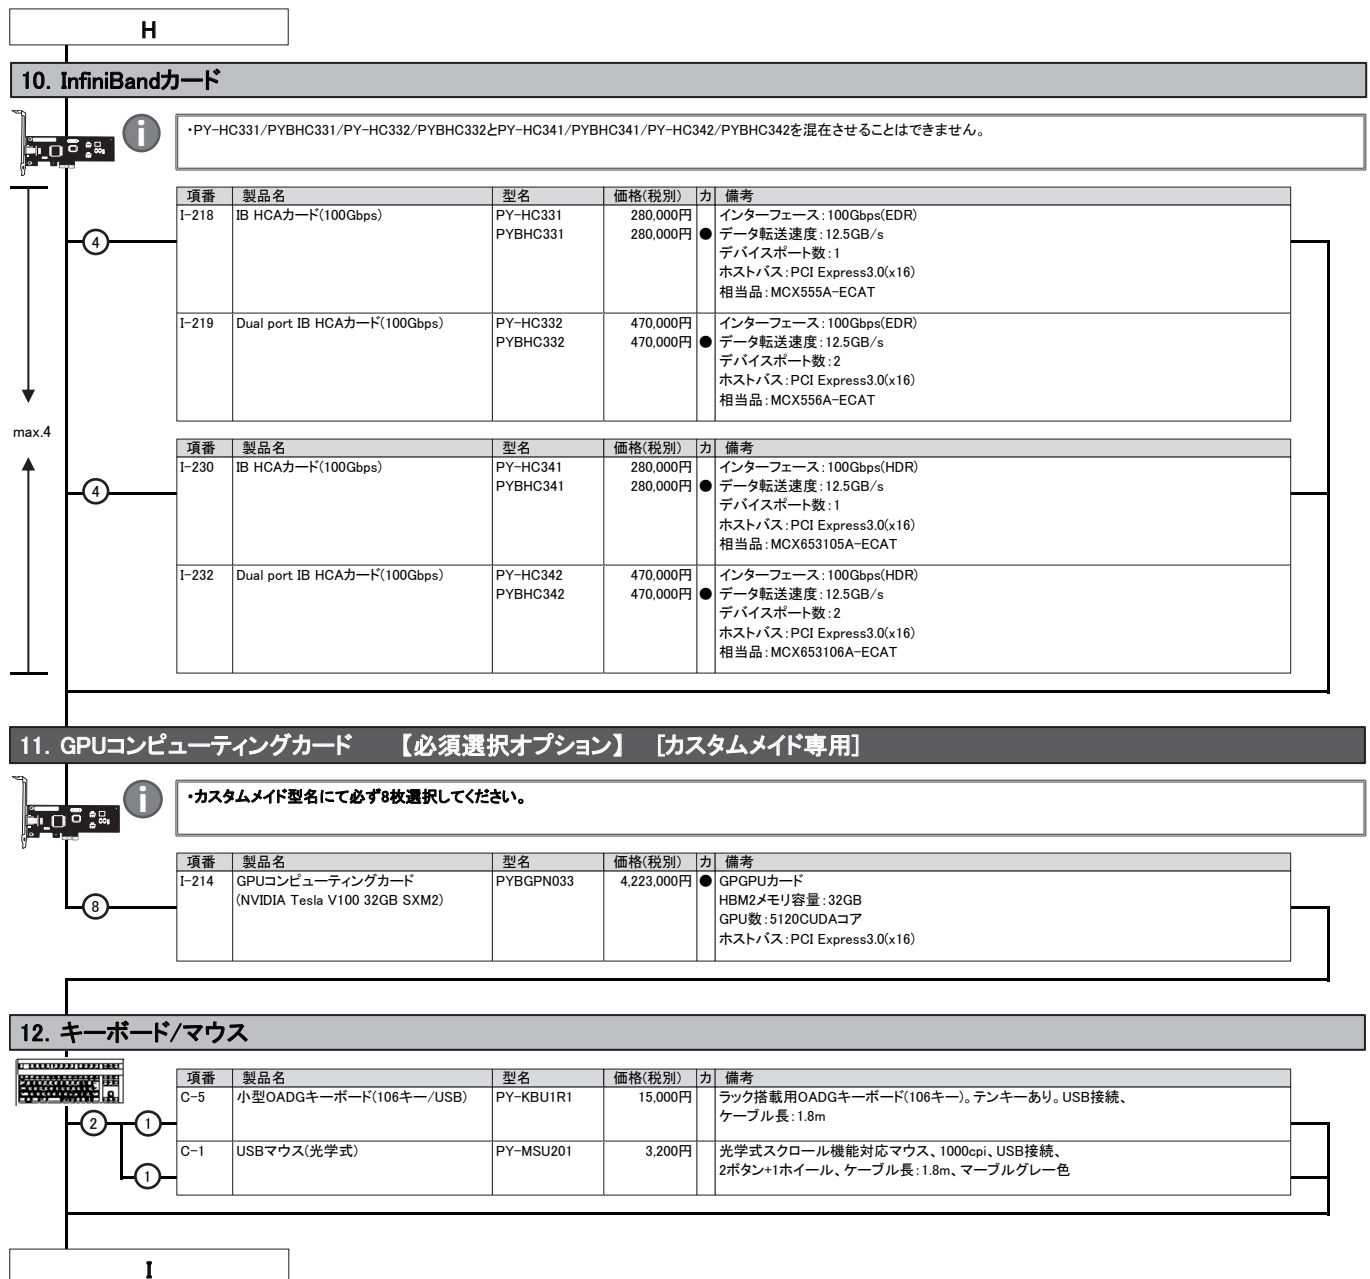 H
10. InfiniBandカード
i
・PY-HC331/PYBHC331/PY-HC332/PYBHC332とPY-HC341/PYBHC341/PY-HC342/PYBHC342を混在させることはできません。
項番 製品名 型名 価格(税別) カ 備考
I-218 IB HCAカード(100Gbps) PY-HC331 280,000円 インターフェース:100Gbps(EDR)
④ PYBHC331 280,000円 ● データ転送速度:12.5GB/s
デバイスポート数:1
ホストバス:PCI Express3.0(x16)
相当品:MCX555A-ECAT
I-219 Dual port IB HCAカード(100Gbps) PY-HC332 470,000円 インターフェース:100Gbps(EDR)
PYBHC332 470,000円 ● データ転送速度:12.5GB/s
デバイスポート数:2
ホストバス:PCI Express3.0(x16)
相当品:MCX556A-ECAT
max.4
項番 製品名 型名 価格(税別) カ 備考
I-230 IB HCAカード(100Gbps) PY-HC341 280,000円 インターフェース:100Gbps(HDR)
④ PYBHC341 280,000円 ● データ転送速度:12.5GB/s
デバイスポート数:1
ホストバス:PCI Express3.0(x16)
相当品:MCX653105A-ECAT
I-232 Dual port IB HCAカード(100Gbps) PY-HC342 470,000円 インターフェース:100Gbps(HDR)
PYBHC342 470,000円 ● データ転送速度:12.5GB/s
デバイスポート数:2
ホストバス:PCI Express3.0(x16)
相当品:MCX653106A-ECAT
11. GPUコンピューティングカード 【必須選択オプション】 [カスタムメイド専用]
i
・カスタムメイド型名にて必ず8枚選択してください。
項番 製品名 型名 価格(税別) カ 備考
I-214 GPUコンピューティングカード PYBGPN033 4,223,000円 ● GPGPUカード
(NVIDIA Tesla V100 32GB SXM2) HBM2メモリ容量:32GB
⑧ GPU数:5120CUDAコア
ホストバス:PCI Express3.0(x16)
12. キーボード/マウス
項番 製品名 型名 価格(税別) カ 備考
C-5 小型OADGキーボード(106キー/USB) PY-KBU1R1 15,000円 ラック搭載用OADGキーボード(106キー)。テンキーあり。USB接続、
② ① ケーブル長:1.8m
C-1 USBマウス(光学式) PY-MSU201 3,200円 光学式スクロール機能対応マウス、1000cpi、USB接続、
① 2ボタン+1ホイール、ケーブル長:1.8m、マーブルグレー色
I